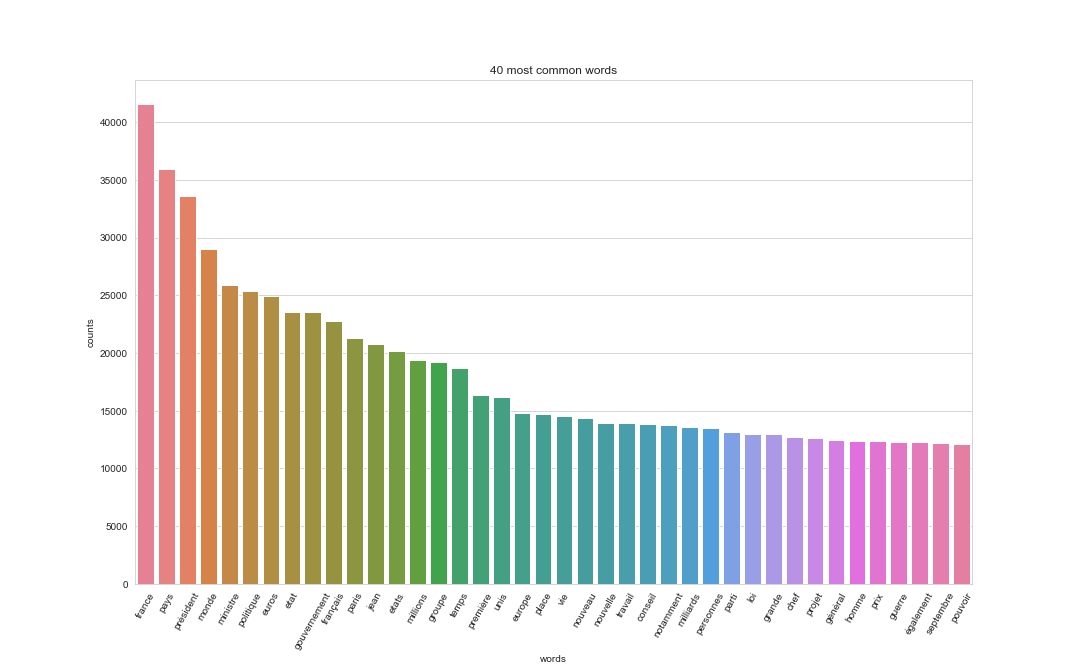 40 most common words
counts
40000
35000
30000
25000
20000
15000
10000
5000
0
france
pays
président
monde
ministre
politique
euros
etat
gouvernement
français
paris
jean
etats
millions
groupe
temps
première
unis
europe
place
vie
nouveau
nouvelle
travail
conseil
notamment
milliards
personnes
parti
loi
grande
chef
projet
général
homme
prix
guerre
également
septembre
pouvoir
words